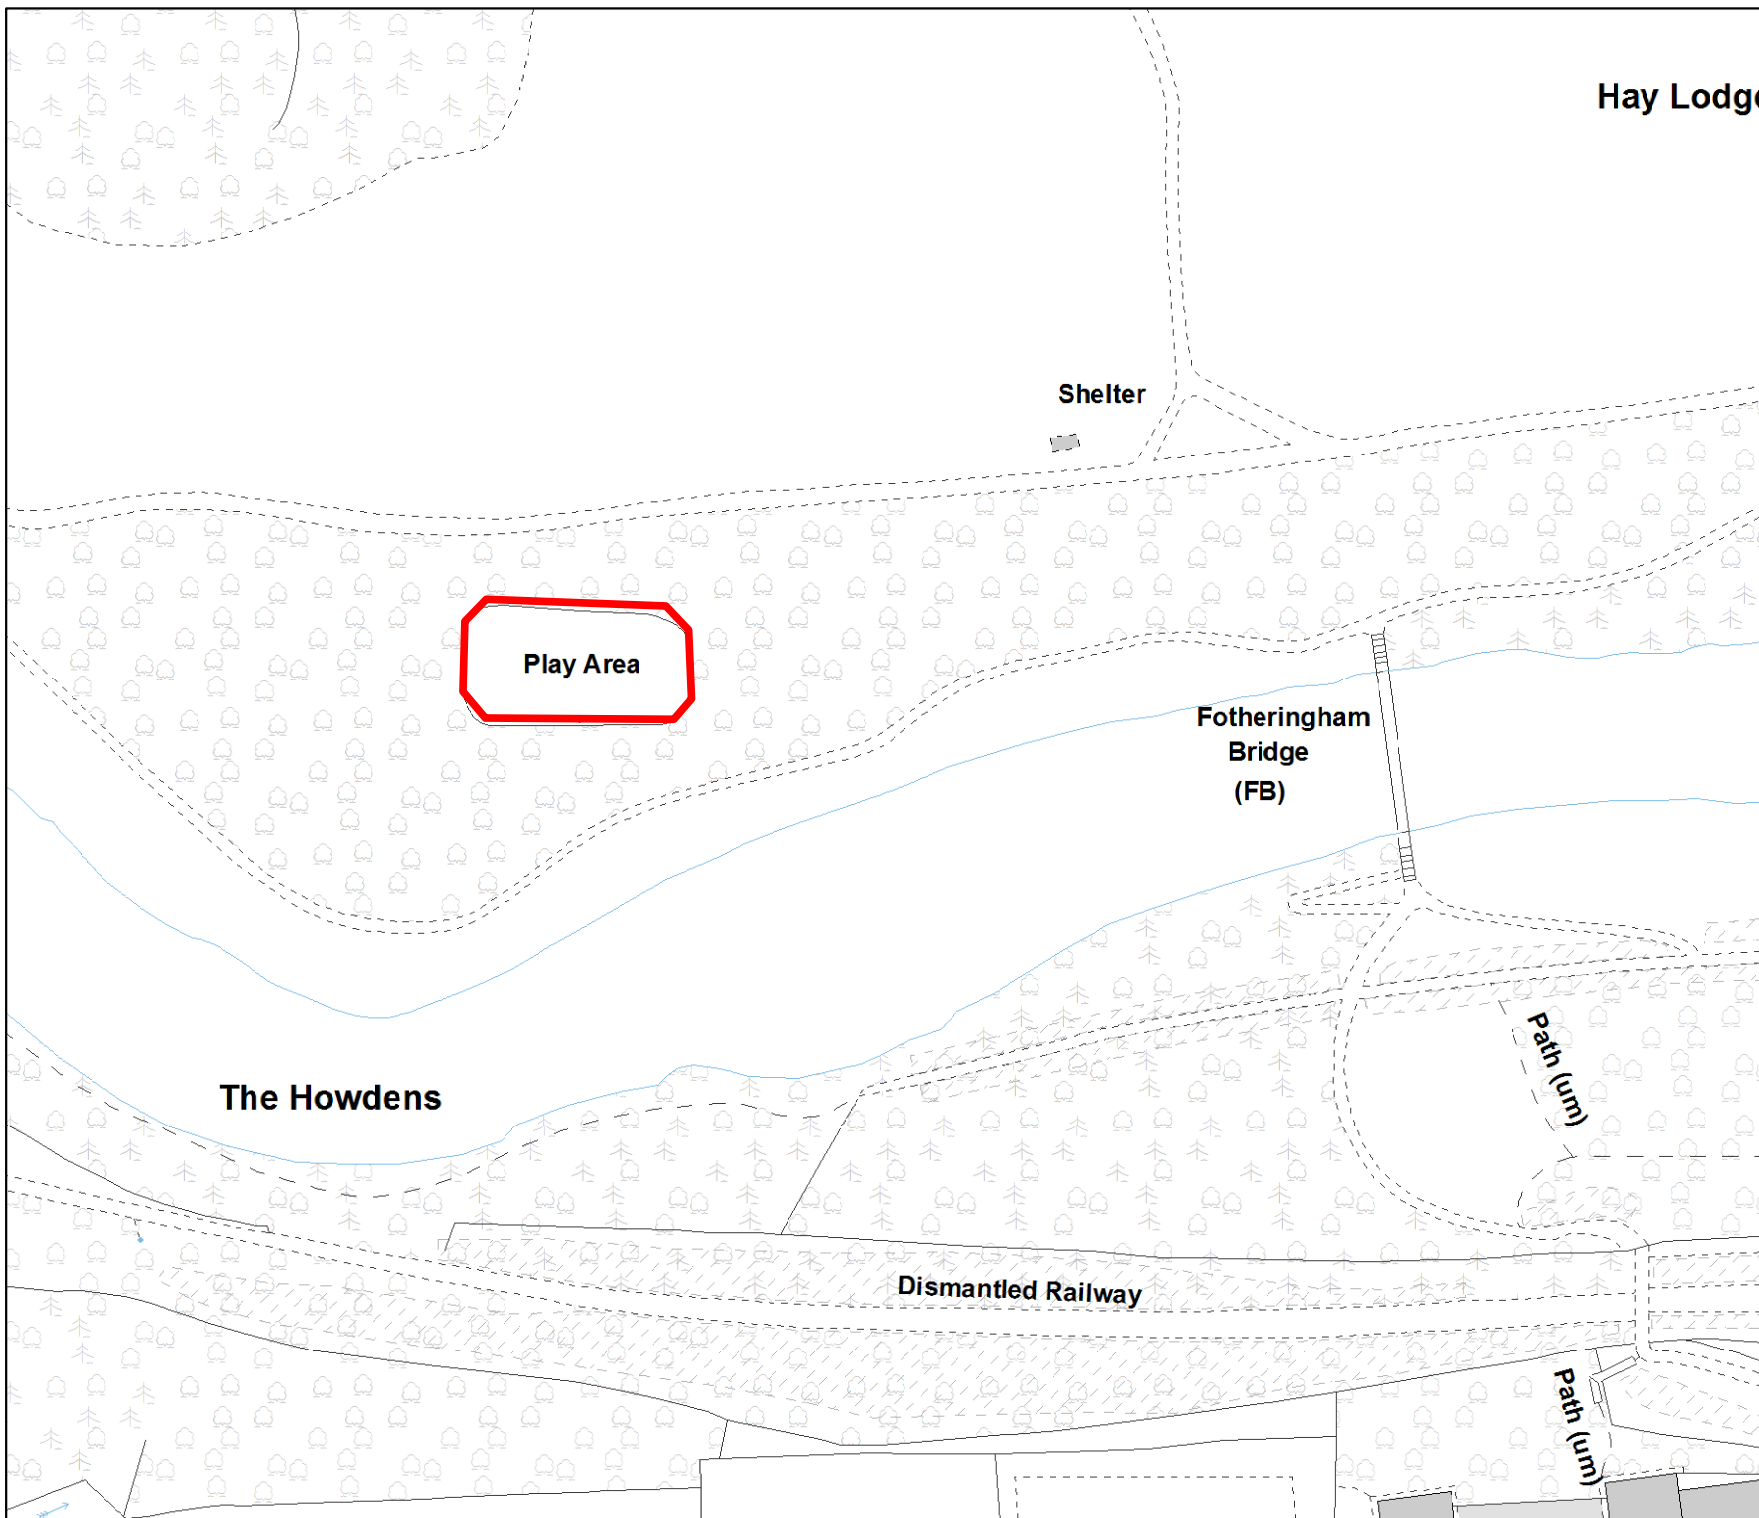 Hay Lodge
Shelter
Play Area
Fotheringham
Bridge
(FB)
Path (um)
The Howdens
Dismantled Railway
Path (um)